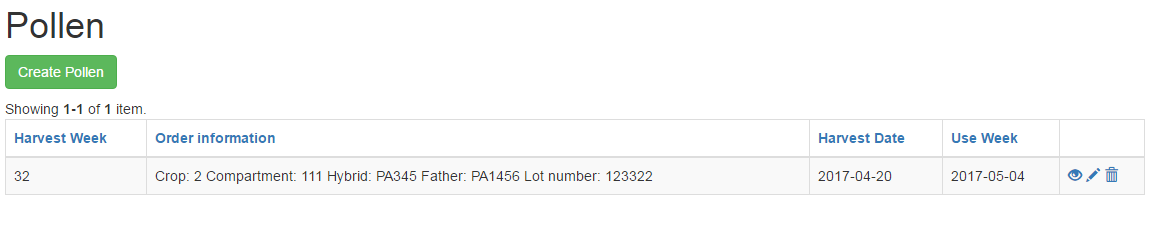 Pollen
Create Pollen
Showing 1-1 of 1 item.
Harvest Week Order information Harvest Date Use Week
32 Crop: 2 Compartment: 111 Hybrid: PA345 Father: PA1456 Lot number: 123322 2017-04-20 2017-05-04